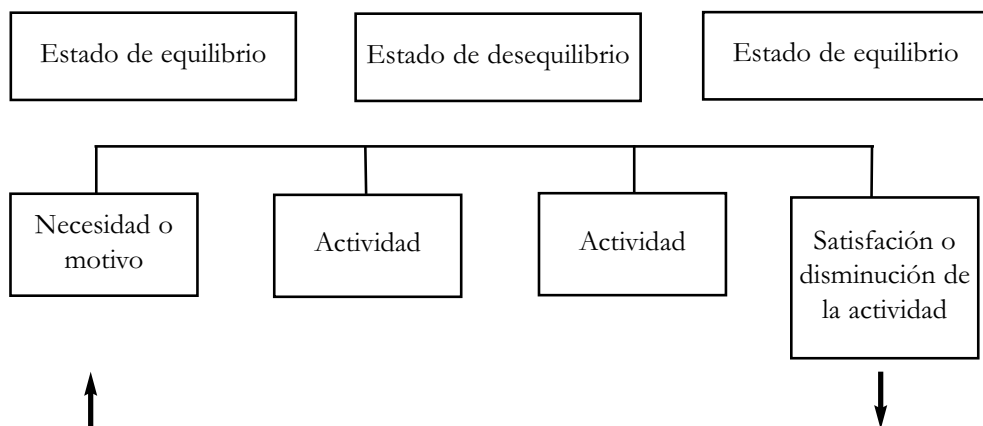 Estado de equilibrio
Estado de desequilibrio
Estado de equilibrio
Necesidad o
motivo
Actividad
Actividad
Satisfación o
disminución de
la actividad